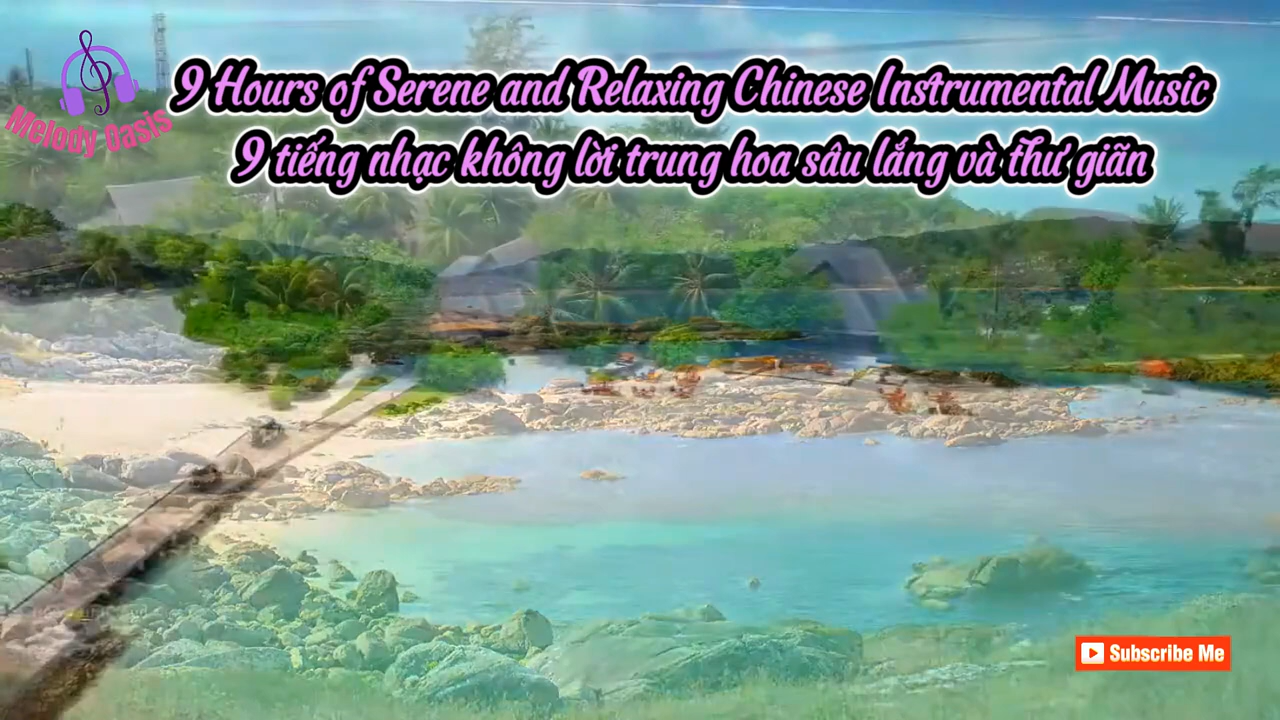 9 Hours of Serene and Relaxing Chinese Instrumental Music
9 tiếng nhạc không lời trung hoa sâu lắng và thư giãn
Melody Oasis
Subscribe Me